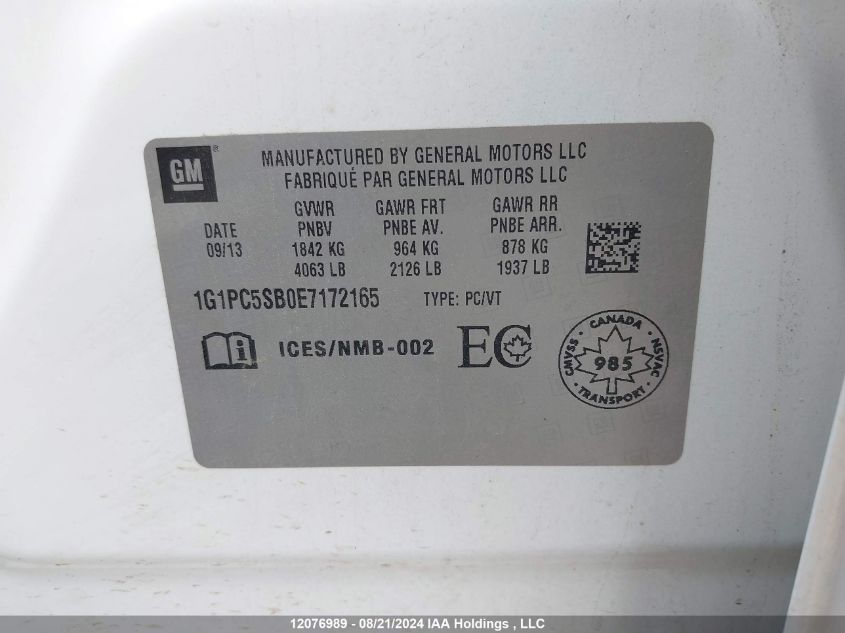 GM®
MANUFACTURED BY GENERAL MOTORS LLC
FABRIQUÉ PAR GENERAL MOTORS LLC
DATE 09/13
GVWR PNBV 1842 KG 4063 LB
GAWR FRT PNBE AV. 964 KG 2126 LB
GAWR RR PNBE ARR. 878 KG 1937 LB
1G1PC5SB0E7172165 TYPE: PC/VT
i ICES/NMB-002 EC
CANADA
CMVSS 985 NSVAC
TRANSPORT
12076989 - 08/21/2024 IAA Holdings , LLC